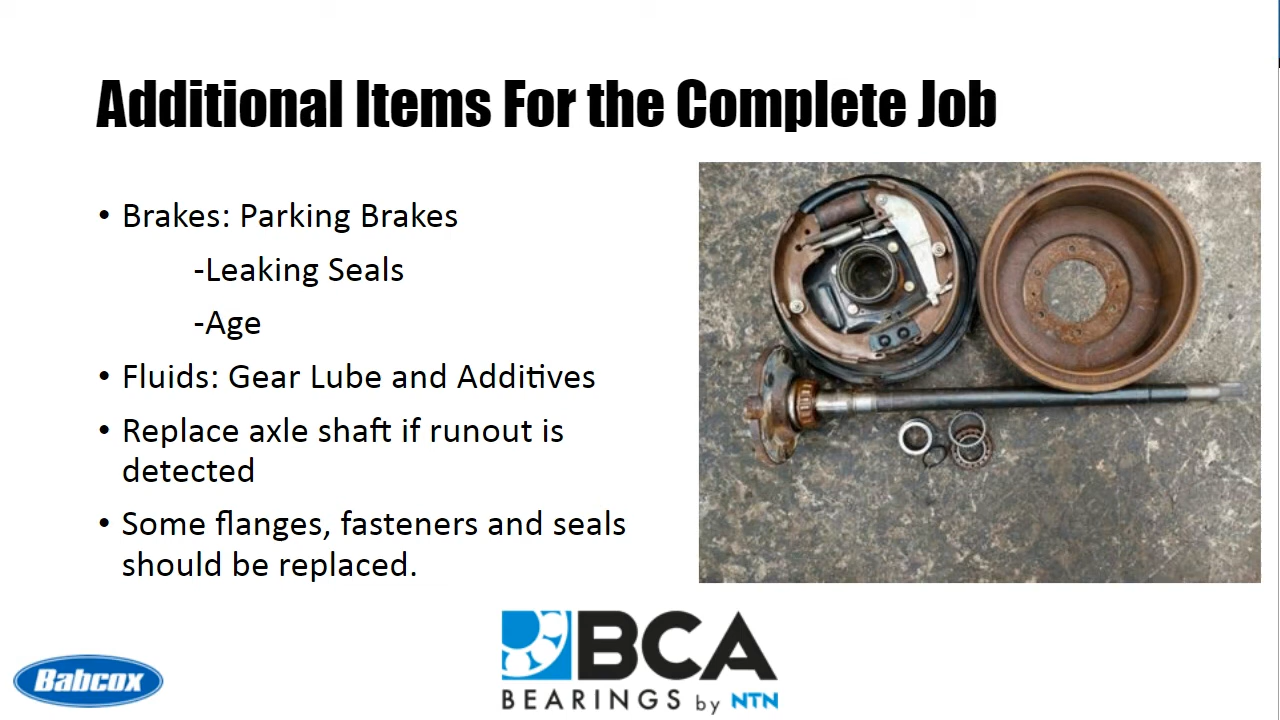 Additional Items For the Complete Job
• Brakes: Parking Brakes
-Leaking Seals
-Age
• Fluids: Gear Lube and Additives
• Replace axle shaft if runout is
detected
• Some flanges, fasteners and seals
should be replaced.
BCA
BEARINGS by NTN
Babcox